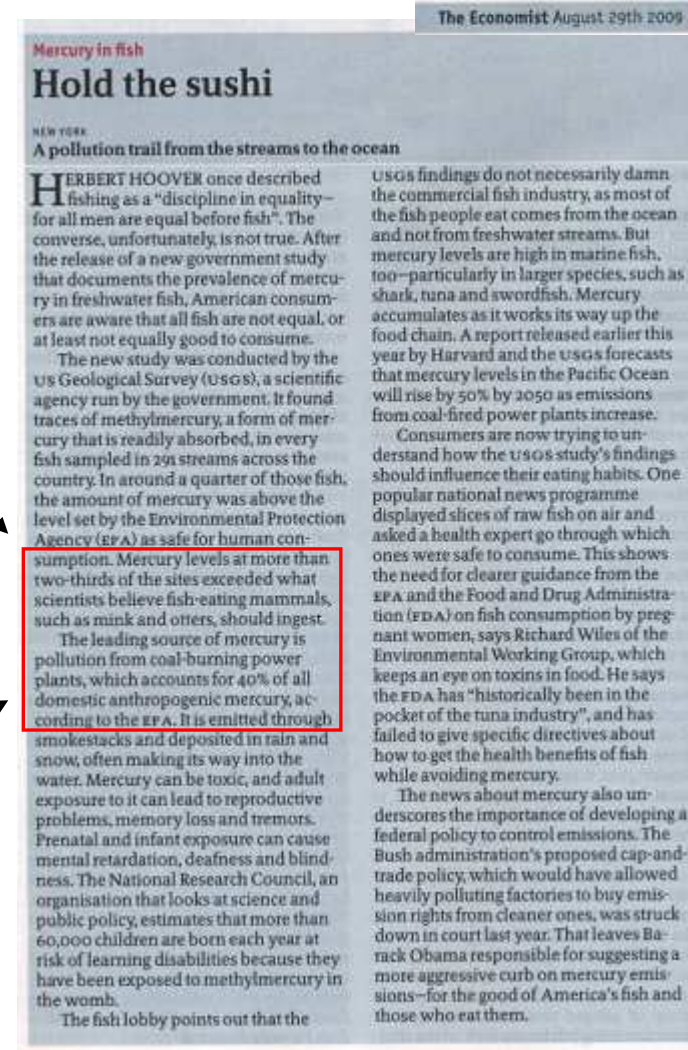 The Economist August 29th 2009
Mercury in fish
Hold the sushi
NEW YORK
A pollution trail from the streams to the ocean
HERBERT HOOVER once described
fishing as a "discipline in equality—
for all men are equal before fish". The
converse, unfortunately, is not true. After
the release of a new government study
that documents the prevalence of mercu-
ry in freshwater fish, American consum-
ers are aware that all fish are not equal, or
at least not equally good to consume.
The new study was conducted by the
US Geological Survey (USGS), a scientific
agency run by the government. It found
traces of methylmercury, a form of mer-
cury that is readily absorbed, in every
fish sampled in 291 streams across the
country. In around a quarter of those fish,
the amount of mercury was above the
level set by the Environmental Protection
Agency (EPA) as safe for human con-
sumption. Mercury levels at more than
two-thirds of the sites exceeded what
scientists believe fish-eating mammals,
such as mink and otters, should ingest.
The leading source of mercury is
pollution from coal-burning power
plants, which accounts for 40% of all
domestic anthropogenic mercury, ac-
cording to the EPA. It is emitted through
smokestacks and deposited in rain and
snow, often making its way into the
water. Mercury can be toxic, and adult
exposure to it can lead to reproductive
problems, memory loss and tremors.
Prenatal and infant exposure can cause
mental retardation, deafness and blind-
ness. The National Research Council, an
organisation that looks at science and
public policy, estimates that more than
60,000 children are born each year at
risk of learning disabilities because they
have been exposed to methylmercury in
the womb.
The fish lobby points out that the
USGS findings do not necessarily damn
the commercial fish industry, as most of
the fish people eat comes from the ocean
and not from freshwater streams. But
mercury levels are high in marine fish,
too—particularly in larger species, such as
shark, tuna and swordfish. Mercury
accumulates as it works its way up the
food chain. A report released earlier this
year by Harvard and the USGS forecasts
that mercury levels in the Pacific Ocean
will rise by 50% by 2050 as emissions
from coal-fired power plants increase.
Consumers are now trying to un-
derstand how the USGS study's findings
should influence their eating habits. One
popular national news programme
displayed slices of raw fish on air and
asked a health expert go through which
ones were safe to consume. This shows
the need for clearer guidance from the
EPA and the Food and Drug Administra-
tion (FDA) on fish consumption by preg-
nant women, says Richard Wiles of the
Environmental Working Group, which
keeps an eye on toxins in food. He says
the FDA has "historically been in the
pocket of the tuna industry", and has
failed to give specific directives about
how to get the health benefits of fish
while avoiding mercury.
The news about mercury also un-
derscores the importance of developing a
federal policy to control emissions. The
Bush administration's proposed cap-and-
trade policy, which would have allowed
heavily polluting factories to buy emis-
sion rights from cleaner ones, was struck
down in court last year. That leaves Ba-
rack Obama responsible for suggesting a
more aggressive curb on mercury emis-
sions—for the good of America's fish and
those who eat them.